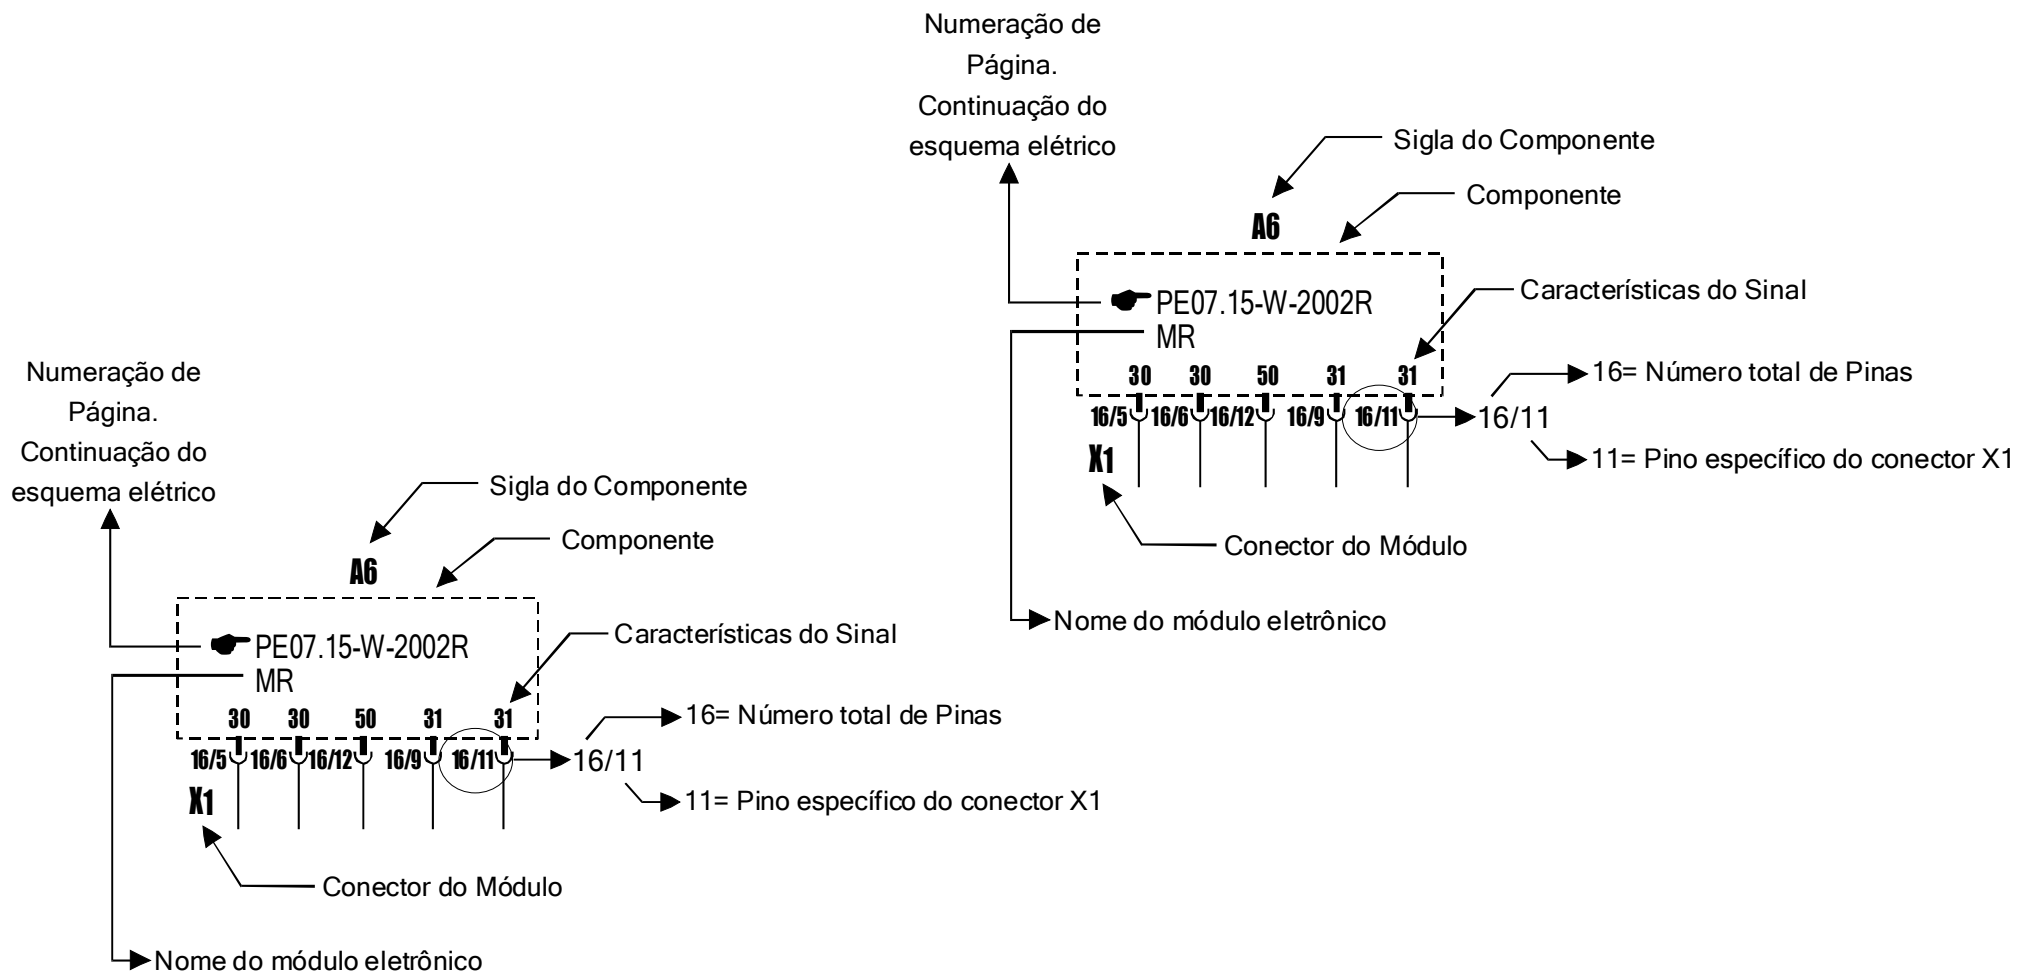 Numeração de
Página.
Continuação do
esquema elétrico
Sigla do Componente
Componente
A6
PE07.15-W-2002R
MR
Características do Sinal
30 30 50 31 31
16/5 16/6 16/12 16/9 16/11
16= Número total de Pinas
16/11
11= Pino específico do conector X1
X1
Conector do Módulo
Nome do módulo eletrônico
Numeração de
Página.
Continuação do
esquema elétrico
Sigla do Componente
Componente
A6
PE07.15-W-2002R
MR
Características do Sinal
30 30 50 31 31
16/5 16/6 16/12 16/9 16/11
16= Número total de Pinas
16/11
11= Pino específico do conector X1
X1
Conector do Módulo
Nome do módulo eletrônico